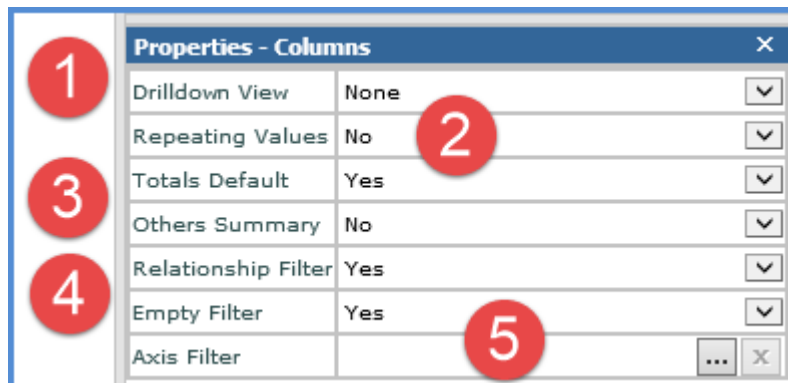 Properties - Columns
1
Drilldown View None
Repeating Values No
2
3
Totals Default Yes
Others Summary No
4
Relationship Filter Yes
Empty Filter Yes
5
Axis Filter ... x